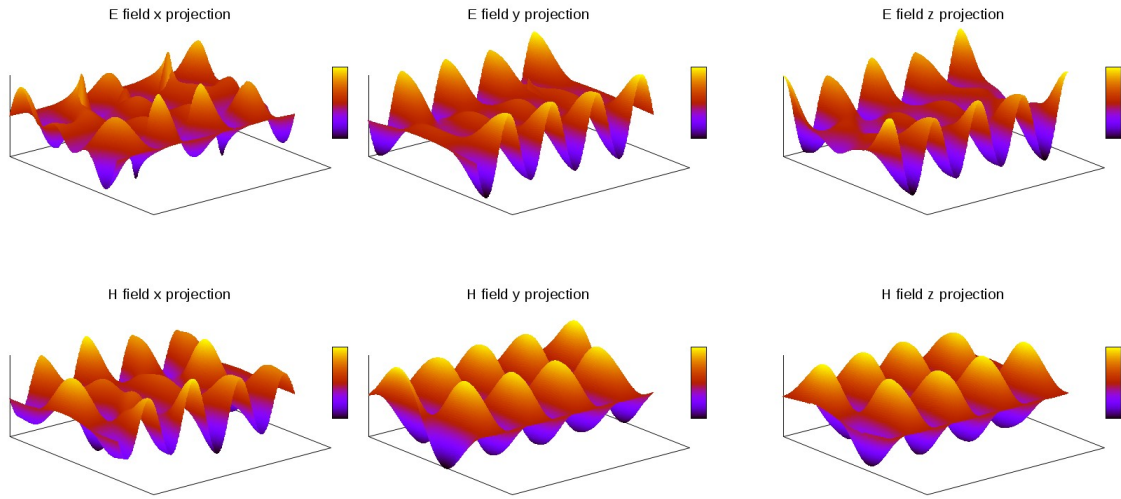 E field x projection
E field y projection
E field z projection
H field x projection
H field y projection
H field z projection